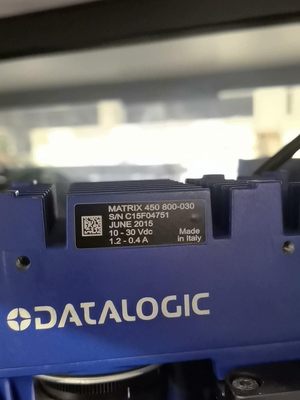 MATRIX 450 800-030
S/N C15F04751
JUNE 2015
10 - 30 Vdc
1.2 - 0.4 A
Made
in Italy
DATALOGIC